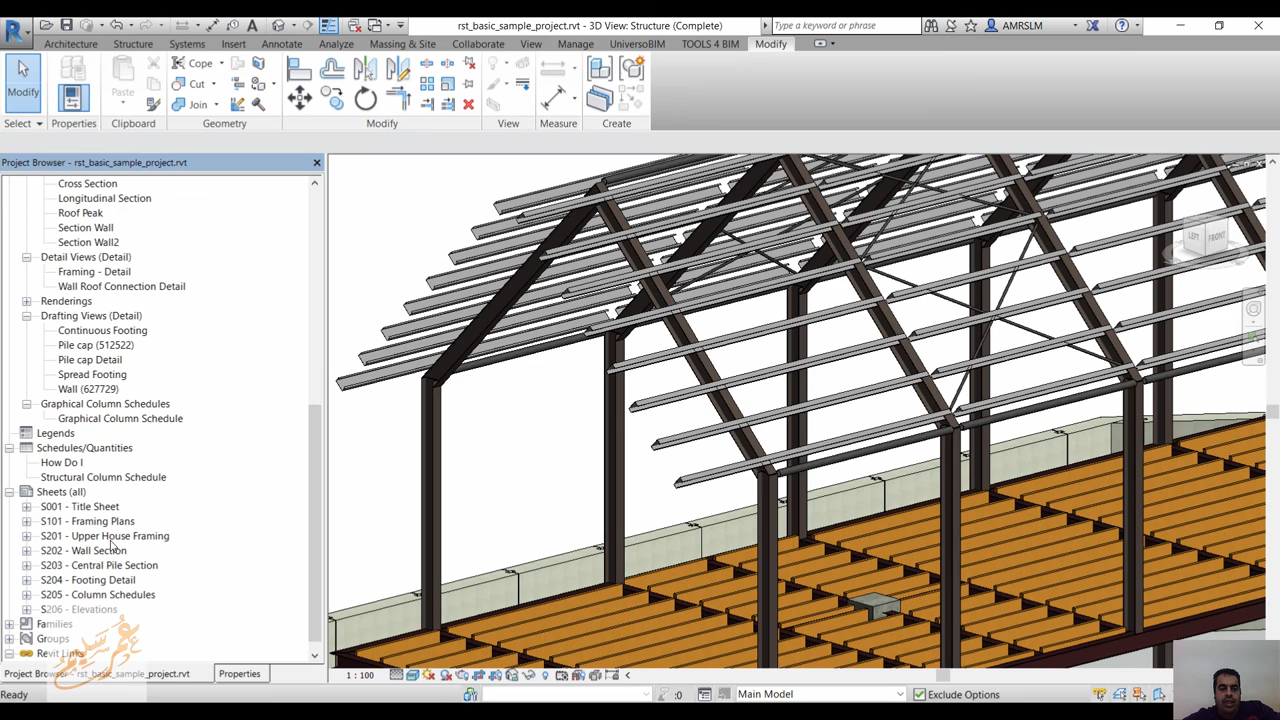 rst_basic_sample_project.rvt - 3D View: Structure (Complete)
Type a keyword or phrase
AMRSLM
Architecture Structure Systems Insert Annotate Analyze Massing & Site Collaborate View Manage UniversoBIM TOOLS 4 BIM Modify
Modify
Paste
Cope
Cut
Join
Select Properties Clipboard Geometry Modify View Measure Create
Project Browser - rst_basic_sample_project.rvt
Cross Section
Longitudinal Section
Roof Peak
Section Wall
Section Wall2
Detail Views (Detail)
Framing - Detail
Wall Roof Connection Detail
Renderings
Drafting Views (Detail)
Continuous Footing
Pile cap (512522)
Pile cap Detail
Spread Footing
Wall (627729)
Graphical Column Schedules
Graphical Column Schedule
Legends
Schedules/Quantities
How Do I
Structural Column Schedule
Sheets (all)
S001 - Title Sheet
S101 - Framing Plans
S201 - Upper House Framing
S202 - Wall Section
S203 - Central Pile Section
S204 - Footing Detail
S205 - Column Schedules
S206 - Elevations
Families
Groups
Revit Links
LEFT FRONT
Project Browser - rst_basic_sample_project.rvt Properties
1 : 100
Ready
:0
Main Model
Exclude Options